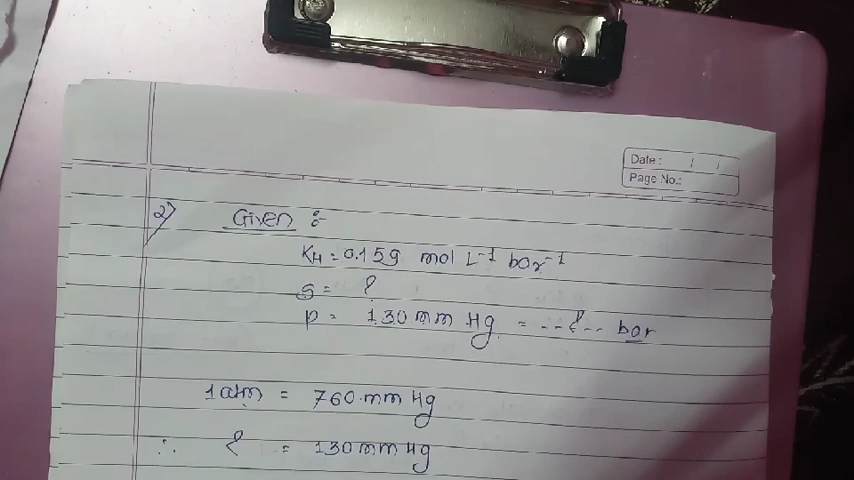 Date : / /
Page No.:
2) Given :-
KH = 0.159 mol L⁻¹ bar⁻¹
S = ?
P = 130 mm Hg = --?-- bar
1 atm = 760 mm Hg
∴ ? = 130 mm Hg